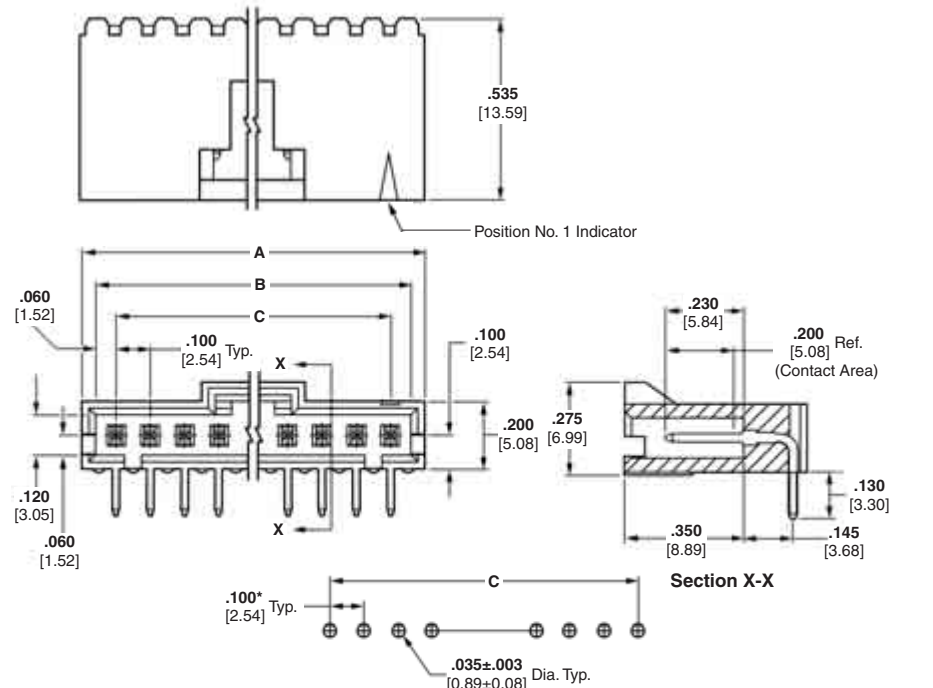 .535
[13.59]
Position No. 1 Indicator
A
B
C
.060
[1.52]
.100
[2.54] Typ.
X
.100
[2.54]
.200
[5.08]
.120
[3.05]
.060
[1.52]
X
.230
[5.84]
.200
[5.08] Ref.
(Contact Area)
.275
[6.99]
.130
[3.30]
.350
[8.89]
.145
[3.68]
Section X-X
C
.100*
[2.54] Typ.
.035±.003
[0.89±0.08] Dia. Typ.